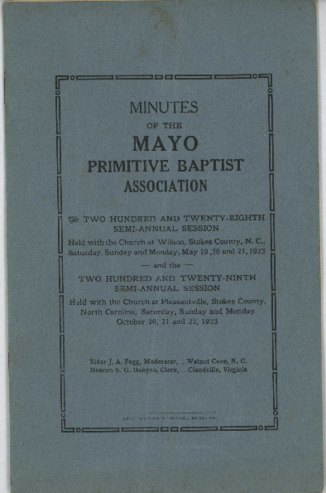 MINUTES
OF THE
MAYO
PRIMITIVE BAPTIST
ASSOCIATION
The TWO HUNDRED AND TWENTY-EIGHTH
SEMI-ANNUAL SESSION
Held with the Church at Wilson, Stokes County, N. C.,
Saturday, Sunday and Monday, May 19, 20 and 21, 1923
— and the —
TWO HUNDRED AND TWENTY-NINTH
SEMI-ANNUAL SESSION
Held with the Church at Pleasantville, Stokes County,
North Carolina, Saturday, Sunday and Monday
October 20, 21 and 22, 1923
Elder J. A. Fagg, Moderator, .. Walnut Cove, N. C.
Deacon S. G. Clerk, .. Claudville, Virginia